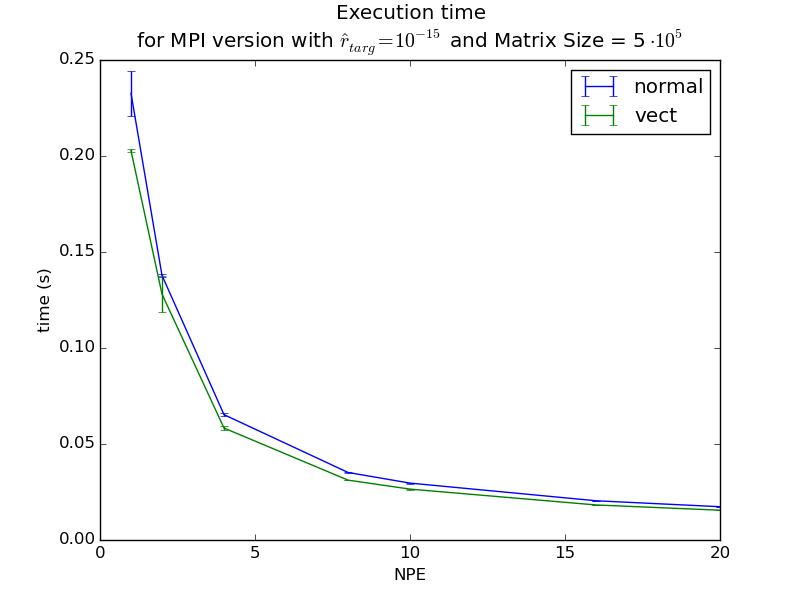 Execution time
for MPI version with r̂_targ = 10^−15 and Matrix Size = 5 ·10^5
0.25
0.20
0.15
0.10
0.05
0.00
time (s)
normal
vect
0 5 10 15 20
NPE